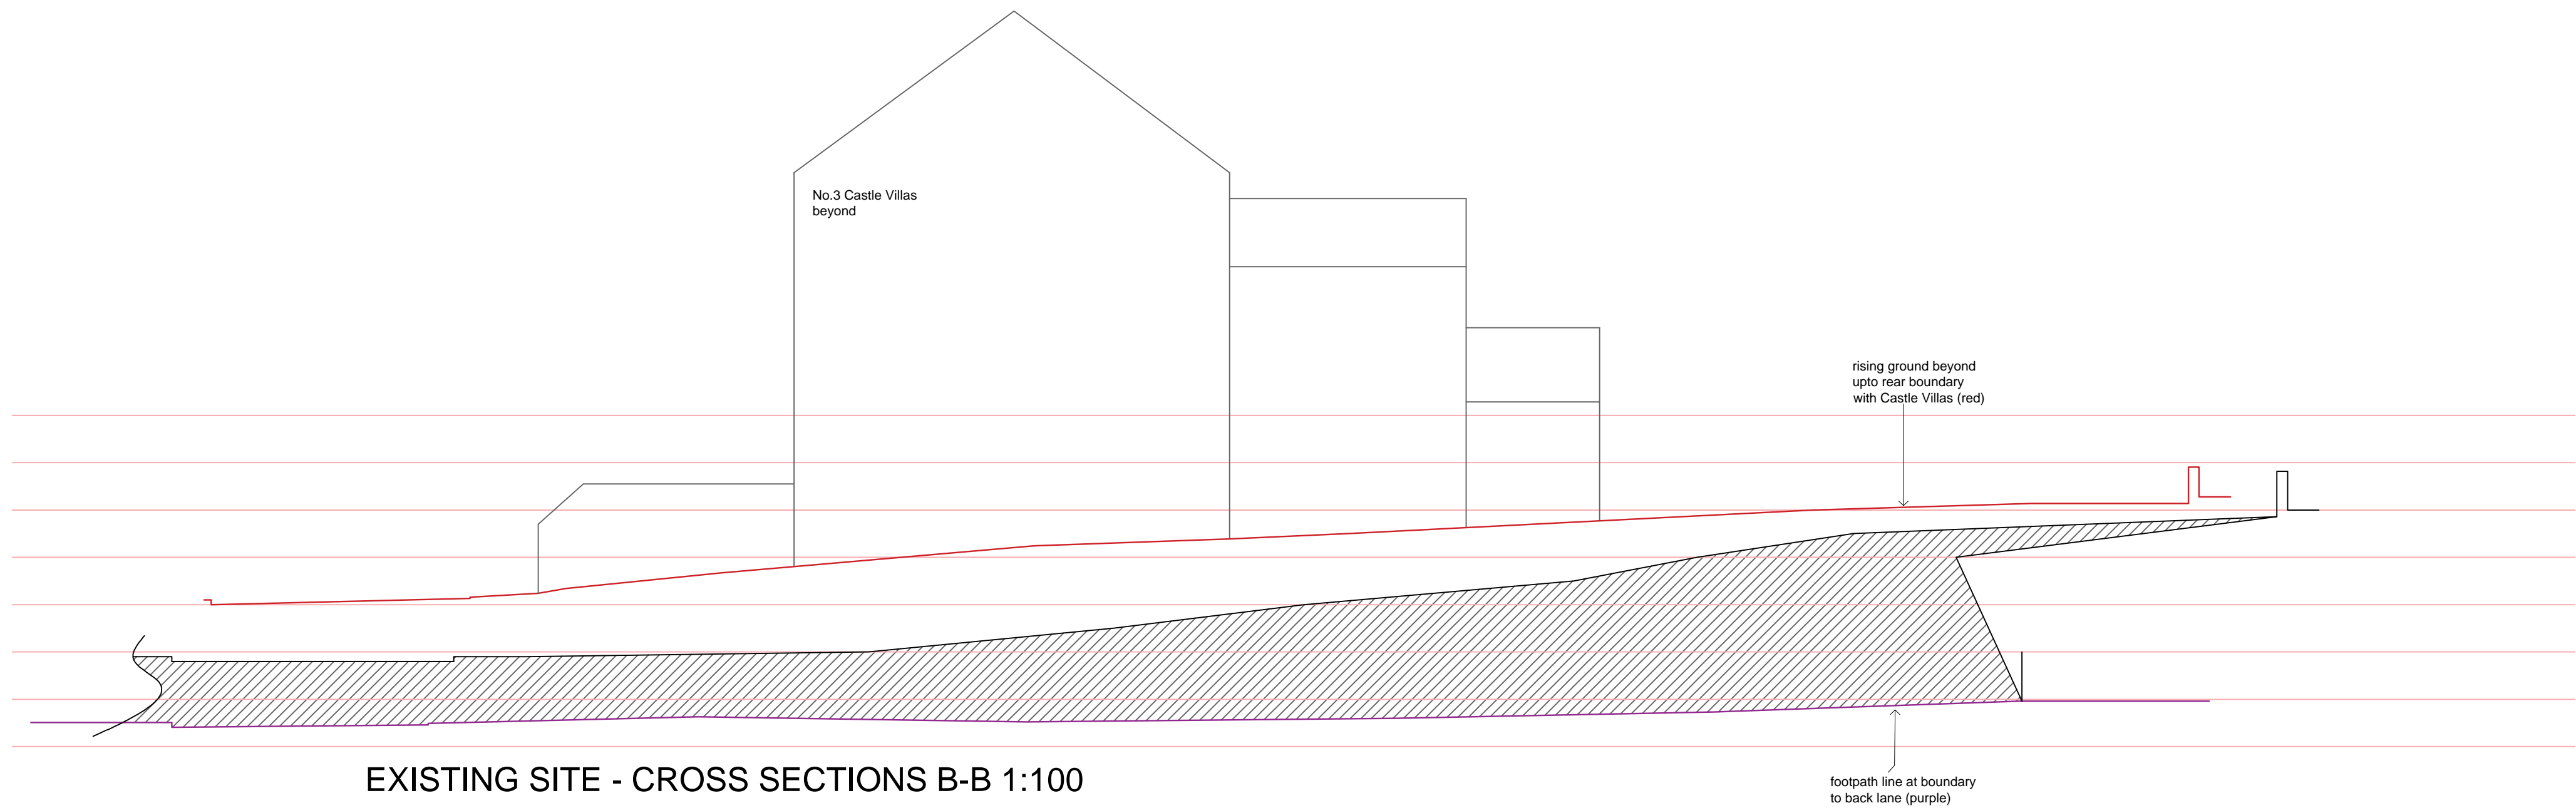 No.3 Castle Villas
beyond
rising ground beyond
upto rear boundary
with Castle Villas (red)
EXISTING SITE - CROSS SECTIONS B-B 1:100
footpath line at boundary
to back lane (purple)